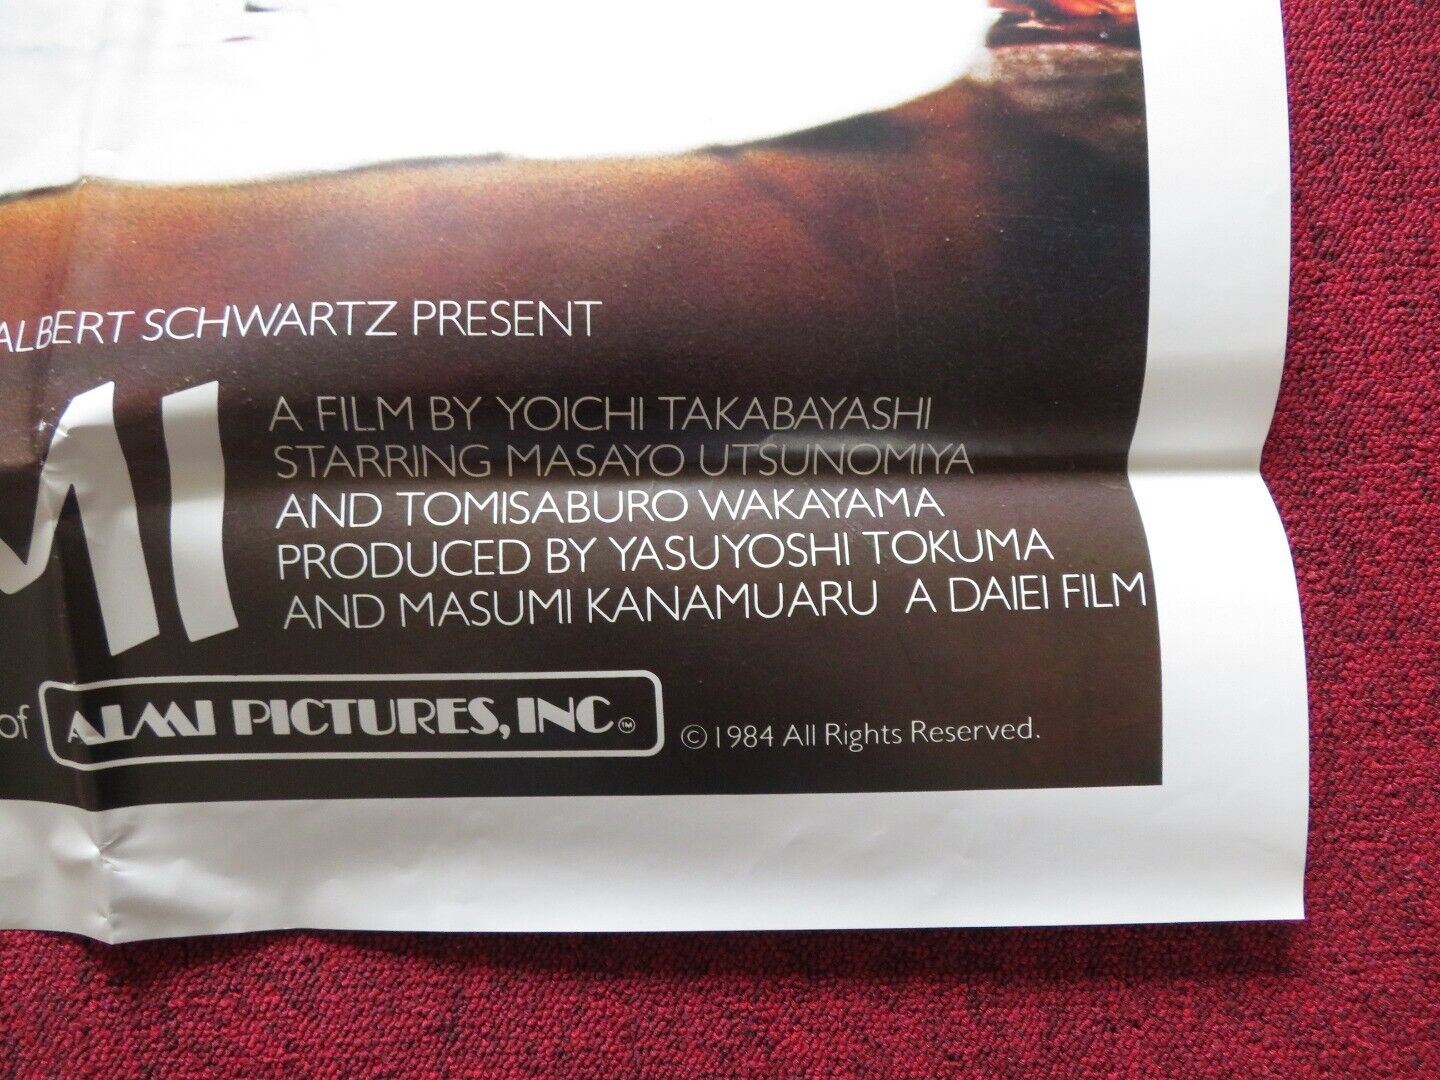 ALBERT SCHWARTZ PRESENT
MI
A FILM BY YOICHI TAKABAYASHI
STARRING MASAYO UTSUNOMIYA
AND TOMISABURO WAKAYAMA
PRODUCED BY YASUYOSHI TOKUMA
AND MASUMI KANAMUARU A DAIEI FILM
of ALMI PICTURES, INC. TM ©1984 All Rights Reserved.